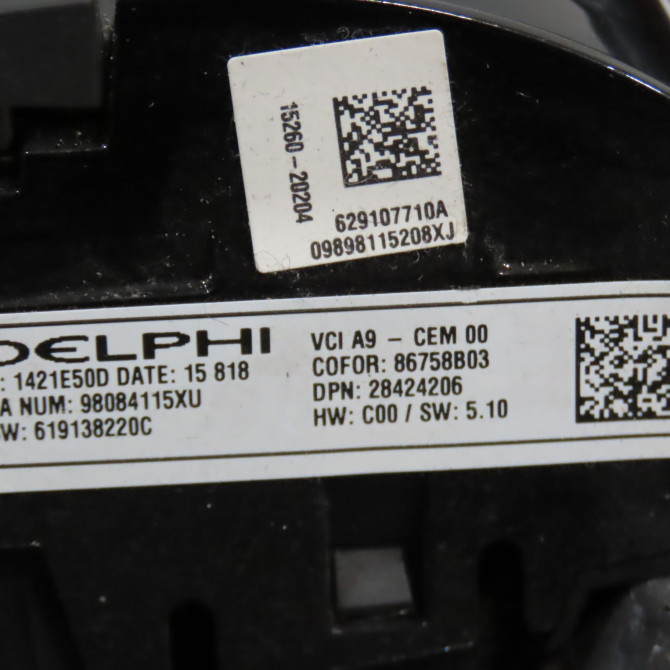 15260-20204
629107710A
09898115208XJ
DELPHI
: 1421E50D DATE: 15 818
A NUM: 98084115XU
W: 619138220C
VCI A9 - CEM 00
COFOR: 86758B03
DPN: 28424206
HW: C00 / SW: 5.10